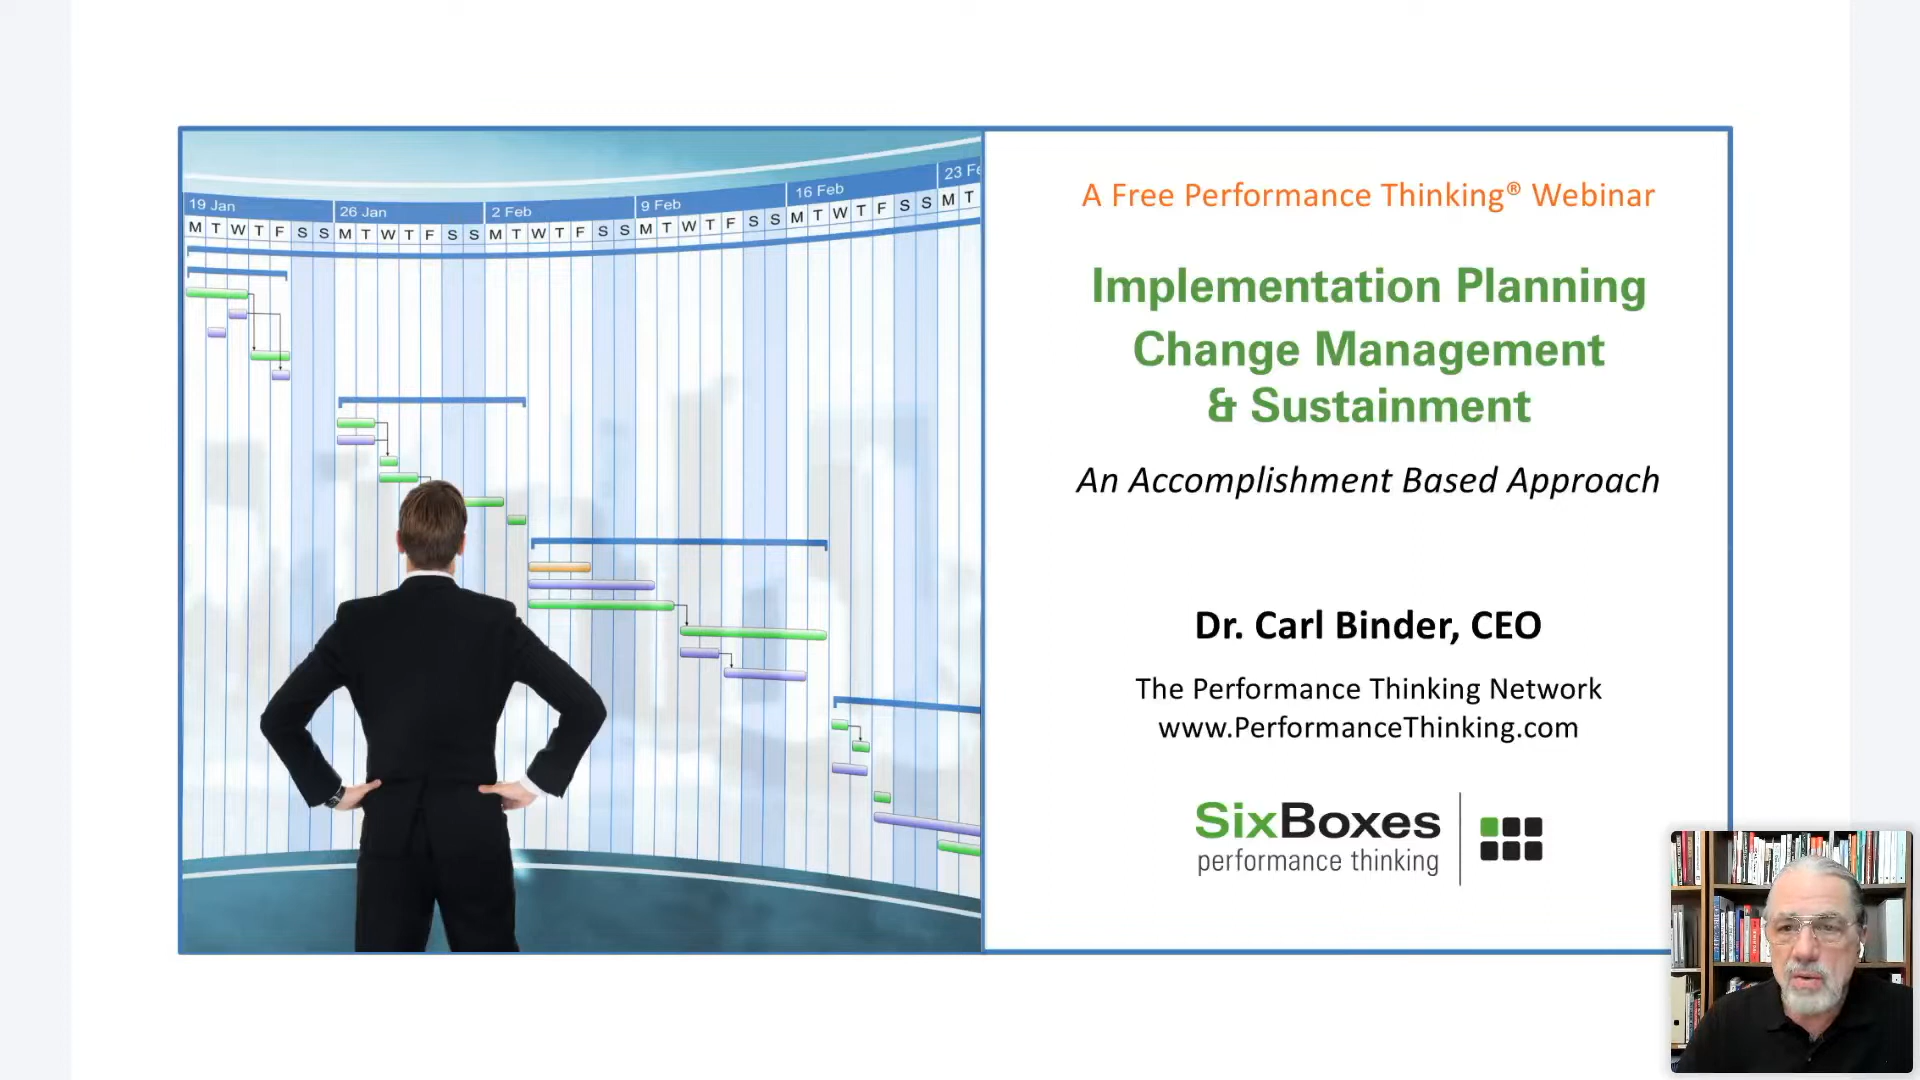 19 Jan
26 Jan
2 Feb
9 Feb
16 Feb
23 Fe
M T W T F S S M T W T F S S M T W T F S S M T W T F S S M T W T F S S M T
A Free Performance Thinking® Webinar
Implementation Planning
Change Management
& Sustainment
An Accomplishment Based Approach
Dr. Carl Binder, CEO
The Performance Thinking Network
www.PerformanceThinking.com
SixBoxes
performance thinking